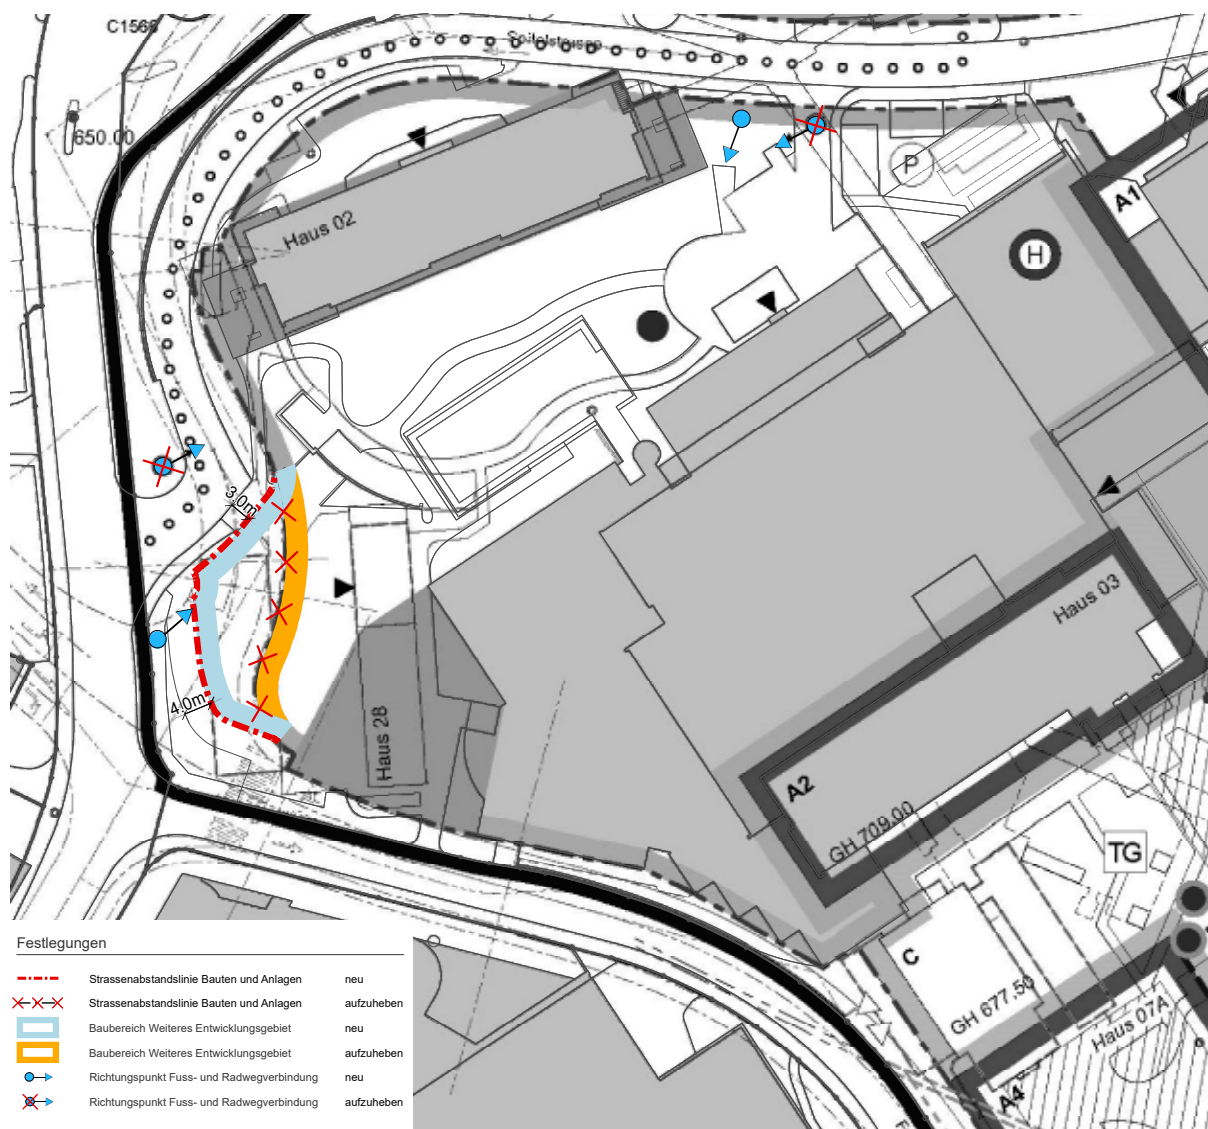 C1566
Spitalstrasse
650.00
P
A1
Haus 02
H
3.0m
Haus 03
4.0m
Haus 28
A2
GH 709.00
TG
C
GH 677.50
Haus 07A
A4
Festlegungen
Strassenabstandslinie Bauten und Anlagen neu
Strassenabstandslinie Bauten und Anlagen aufzuheben
Baubereich Weiteres Entwicklungsgebiet neu
Baubereich Weiteres Entwicklungsgebiet aufzuheben
Richtungspunkt Fuss- und Radwegverbindung neu
Richtungspunkt Fuss- und Radwegverbindung aufzuheben